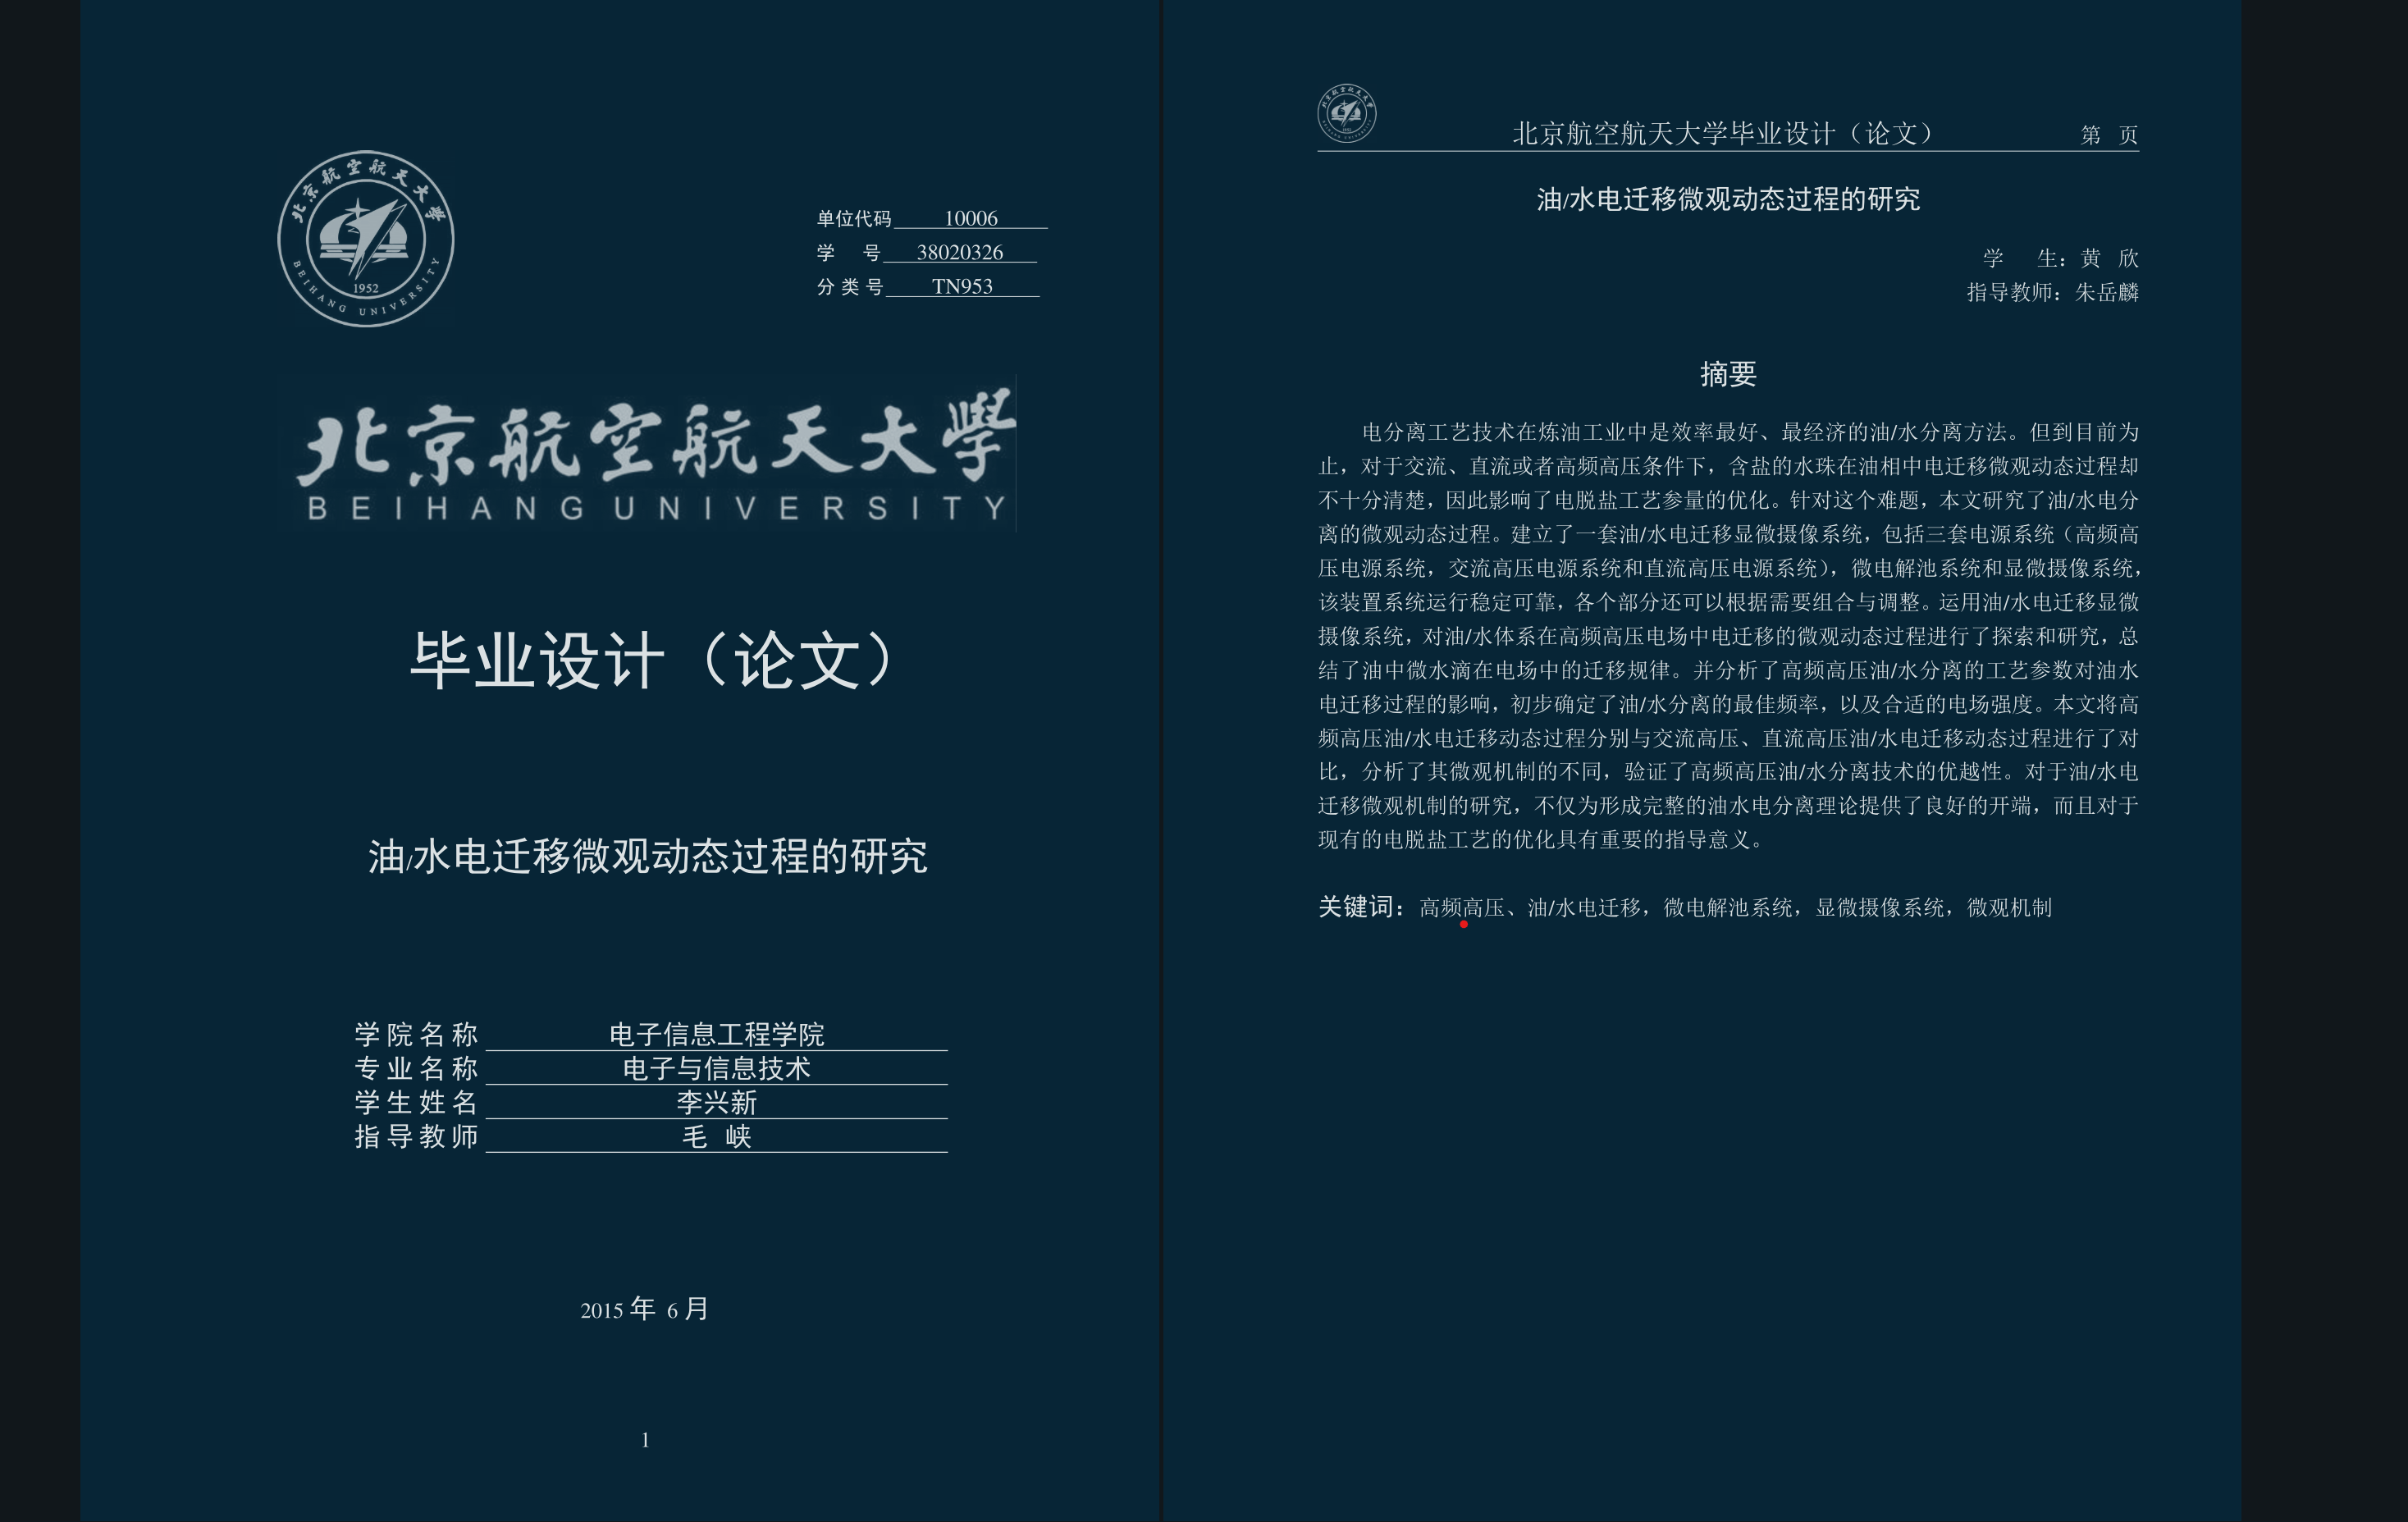 北京航空航天大學
BEIHANG UNIVERSITY
1952
单位代码 10006
学 号 38020326
分 类 号 TN953
北京航空航天大學
BEIHANG UNIVERSITY
毕业设计（论文）
油/水电迁移微观动态过程的研究
学 院 名 称 电子信息工程学院
专 业 名 称 电子与信息技术
学 生 姓 名 李兴新
指 导 教 师 毛 峡
2015 年 6 月
1
北京航空航天大学毕业设计（论文） 第 页
油/水电迁移微观动态过程的研究
学 生：黄 欣
指导教师：朱岳麟
摘要
电分离工艺技术在炼油工业中是效率最好、最经济的油/水分离方法。但到目前为
止，对于交流、直流或者高频高压条件下，含盐的水珠在油相中电迁移微观动态过程却
不十分清楚，因此影响了电脱盐工艺参量的优化。针对这个难题，本文研究了油/水电分
离的微观动态过程。建立了一套油/水电迁移显微摄像系统，包括三套电源系统（高频高
压电源系统，交流高压电源系统和直流高压电源系统），微电解池系统和显微摄像系统，
该装置系统运行稳定可靠，各个部分还可以根据需要组合与调整。运用油/水电迁移显微
摄像系统，对油/水体系在高频高压电场中电迁移的微观动态过程进行了探索和研究，总
结了油中微水滴在电场中的迁移规律。并分析了高频高压油/水分离的工艺参数对油水
电迁移过程的影响，初步确定了油/水分离的最佳频率，以及合适的电场强度。本文将高
频高压油/水电迁移动态过程分别与交流高压、直流高压油/水电迁移动态过程进行了对
比，分析了其微观机制的不同，验证了高频高压油/水分离技术的优越性。对于油/水电
迁移微观机制的研究，不仅为形成完整的油水电分离理论提供了良好的开端，而且对于
现有的电脱盐工艺的优化具有重要的指导意义。
关键词：高频高压、油/水电迁移，微电解池系统，显微摄像系统，微观机制